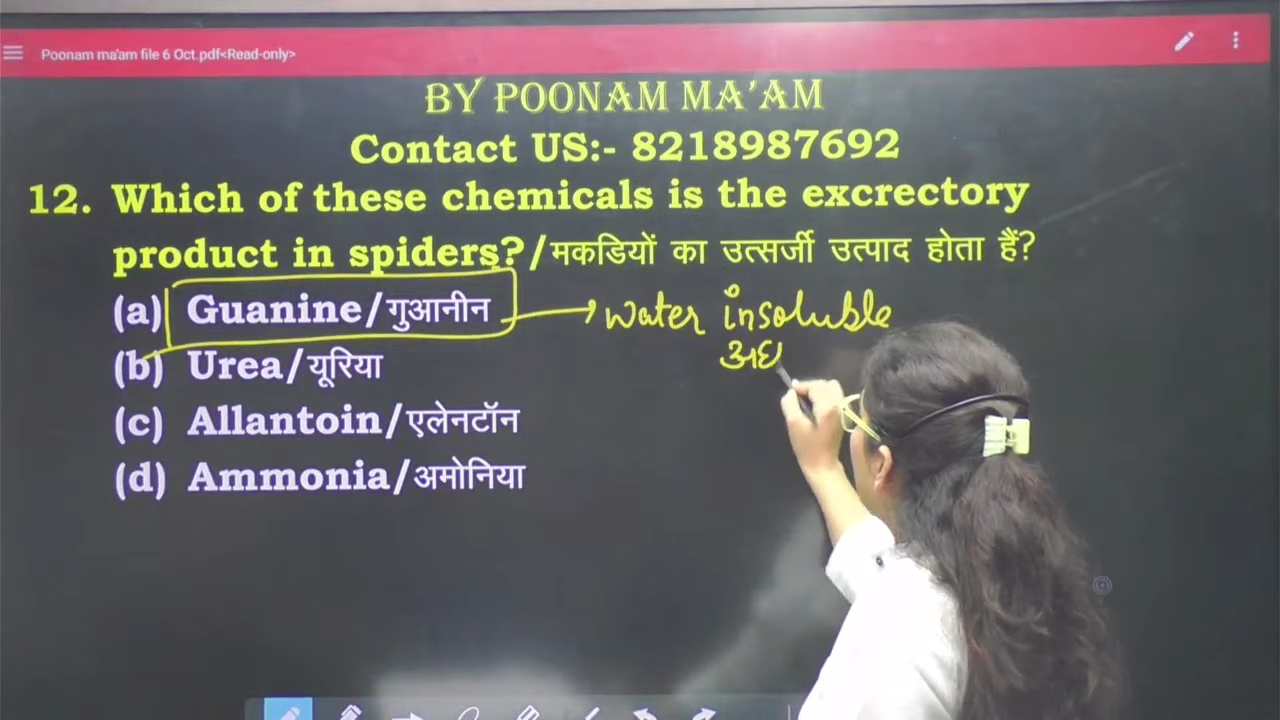 Poonam ma'am file 6 Oct.pdf<Read-only>
BY POONAM MA'AM
Contact US:- 8218987692
12. Which of these chemicals is the excrectory
product in spiders?/मकडियों का उत्सर्जी उत्पाद होता हैं?
(a) Guanine/गुआनीन → water insoluble
अघ
(b) Urea/यूरिया
(c) Allantoin/एलेनटॉन
(d) Ammonia/अमोनिया